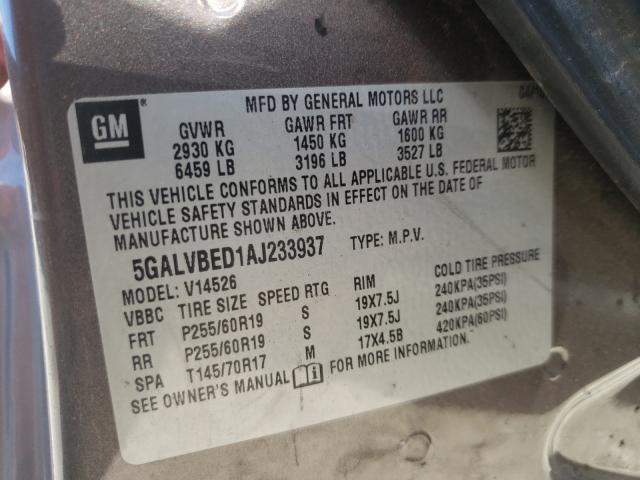 GM
MFD BY GENERAL MOTORS LLC
04/10
GVWR GAWR FRT GAWR RR
2930 KG 1450 KG 1600 KG
6459 LB 3196 LB 3527 LB
THIS VEHICLE CONFORMS TO ALL APPLICABLE U.S. FEDERAL MOTOR
VEHICLE SAFETY STANDARDS IN EFFECT ON THE DATE OF
MANUFACTURE SHOWN ABOVE.
5GALVBED1AJ233937 TYPE: M.P.V.
MODEL: V14526
VBBC TIRE SIZE SPEED RTG RIM COLD TIRE PRESSURE
FRT P255/60R19 S 19X7.5J 240KPA(35PSI)
RR P255/60R19 S 19X7.5J 240KPA(35PSI)
SPA T145/70R17 M 17X4.5B 420KPA(60PSI)
SEE OWNER'S MANUAL FOR MORE INFORMATION.